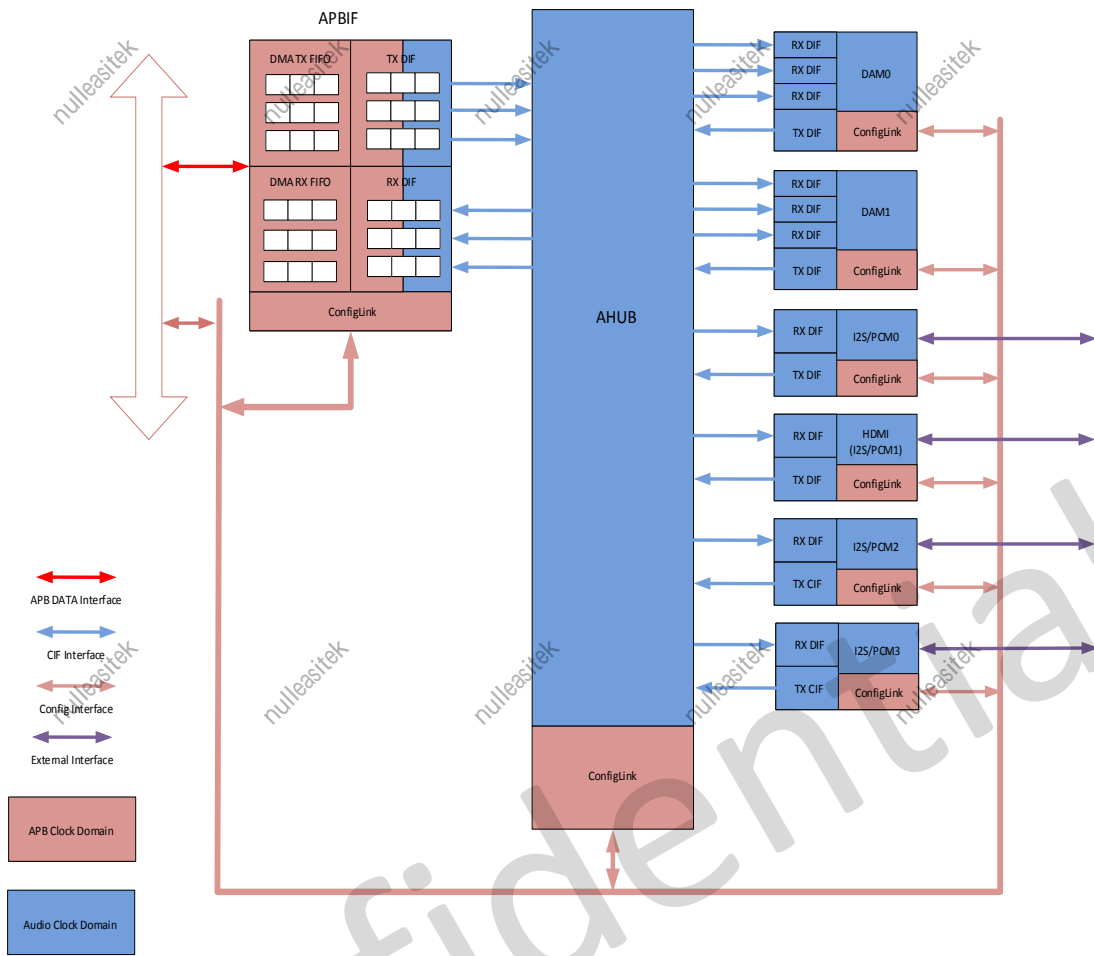 APBIF
DMA TX FIFO
TX DIF
DMA RX FIFO
RX DIF
ConfigLink
AHUB
ConfigLink
RX DIF
RX DIF
RX DIF
TX DIF
DAM0
ConfigLink
RX DIF
RX DIF
RX DIF
TX DIF
DAM1
ConfigLink
RX DIF
TX DIF
I2S/PCM0
ConfigLink
RX DIF
TX DIF
HDMI
(I2S/PCM1)
ConfigLink
RX DIF
TX CIF
I2S/PCM2
ConfigLink
RX DIF
TX CIF
I2S/PCM3
ConfigLink
APB DATA Interface
CIF Interface
Config Interface
External Interface
APB Clock Domain
Audio Clock Domain
nulleasitek
nulleasitek
nulleasitek
nulleasitek
nulleasitek
nulleasitek
nulleasitek
nulleasitek
nulleasitek
nulleasitek
fidential